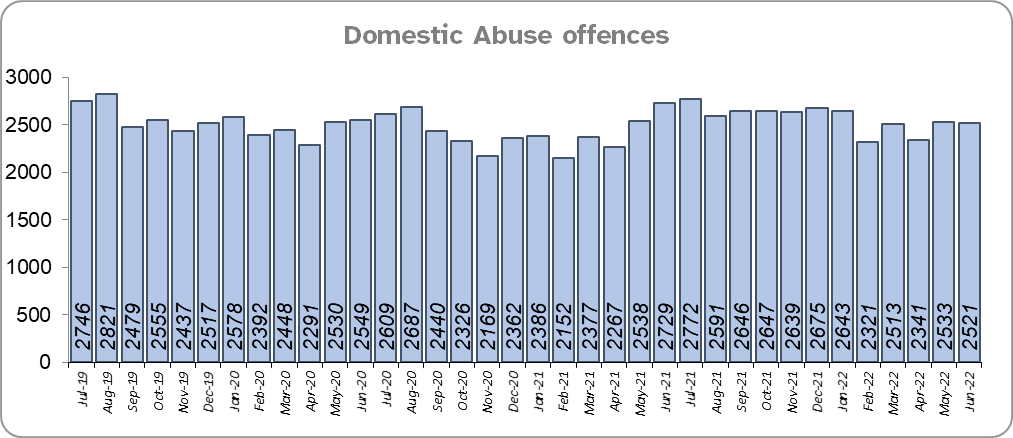 Domestic Abuse offences
3000
2500
2000
1500
1000
500
0
2746 2821 2479 2555 2437 2517 2578 2392 2448 2291 2530 2549 2609 2687 2440 2326 2169 2362 2386 2152 2377 2267 2538 2729 2772 2591 2646 2647 2639 2675 2643 2321 2513 2341 2533 2521
Jul-19 Aug-19 Sep-19 Oct-19 Nov-19 Dec-19 Jan-20 Feb-20 Mar-20 Apr-20 May-20 Jun-20 Jul-20 Aug-20 Sep-20 Oct-20 Nov-20 Dec-20 Jan-21 Feb-21 Mar-21 Apr-21 May-21 Jun-21 Jul-21 Aug-21 Sep-21 Oct-21 Nov-21 Dec-21 Jan-22 Feb-22 Mar-22 Apr-22 May-22 Jun-22